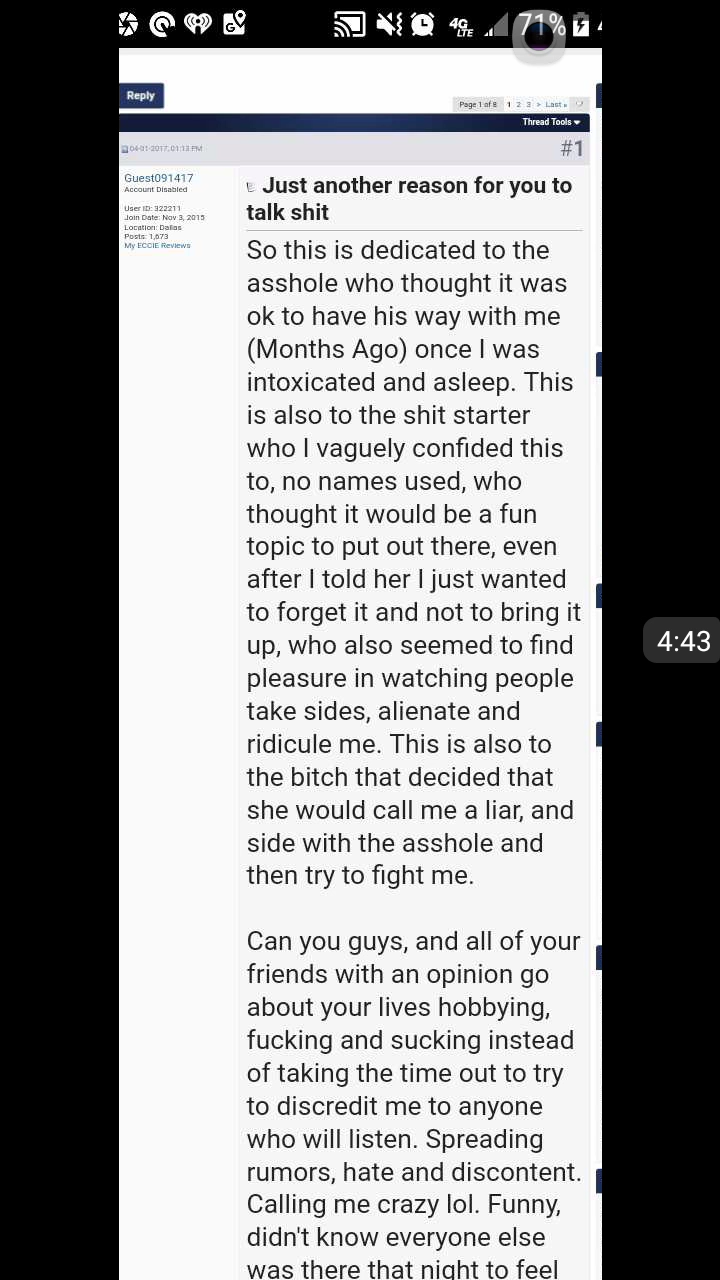 4G
LTE
71%
Reply
Page 1 of 8 1 2 3 > Last »
Thread Tools
04-01-2017, 01:13 PM
#1
Guest091417
Account Disabled
User ID: 322211
Join Date: Nov 3, 2015
Location: Dallas
Posts: 1,673
My ECCIE Reviews
Just another reason for you to
talk shit
So this is dedicated to the
asshole who thought it was
ok to have his way with me
(Months Ago) once I was
intoxicated and asleep. This
is also to the shit starter
who I vaguely confided this
to, no names used, who
thought it would be a fun
topic to put out there, even
after I told her I just wanted
to forget it and not to bring it
up, who also seemed to find
pleasure in watching people
take sides, alienate and
ridicule me. This is also to
the bitch that decided that
she would call me a liar, and
side with the asshole and
then try to fight me.
Can you guys, and all of your
friends with an opinion go
about your lives hobbying,
fucking and sucking instead
of taking the time out to try
to discredit me to anyone
who will listen. Spreading
rumors, hate and discontent.
Calling me crazy lol. Funny,
didn't know everyone else
was there that night to feel
4:43